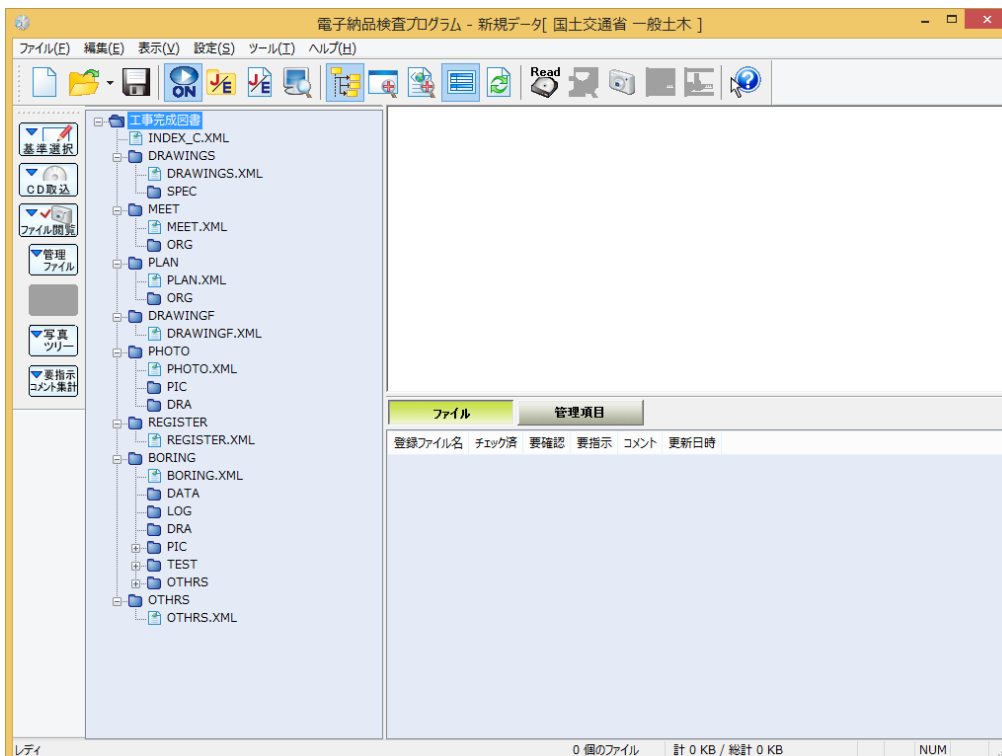 電子納品検査プログラム - 新規データ[ 国土交通省 一般土木 ]
ファイル(F) 編集(E) 表示(V) 設定(S) ツール(T) ヘルプ(H)
ON J/E J/E Read ?
基準選択
CD取込
ファイル閲覧
管理
ファイル
写真
ツリー
要指示
コメント集計
工事完成図書
INDEX_C.XML
DRAWINGS
DRAWINGS.XML
SPEC
MEET
MEET.XML
ORG
PLAN
PLAN.XML
ORG
DRAWINGF
DRAWINGF.XML
PHOTO
PHOTO.XML
PIC
DRA
REGISTER
REGISTER.XML
BORING
BORING.XML
DATA
LOG
DRA
PIC
TEST
OTHRS
OTHRS
OTHRS.XML
ファイル 管理項目
登録ファイル名 チェック済 要確認 要指示 コメント 更新日時
レディ 0 個のファイル 計 0 KB / 総計 0 KB NUM